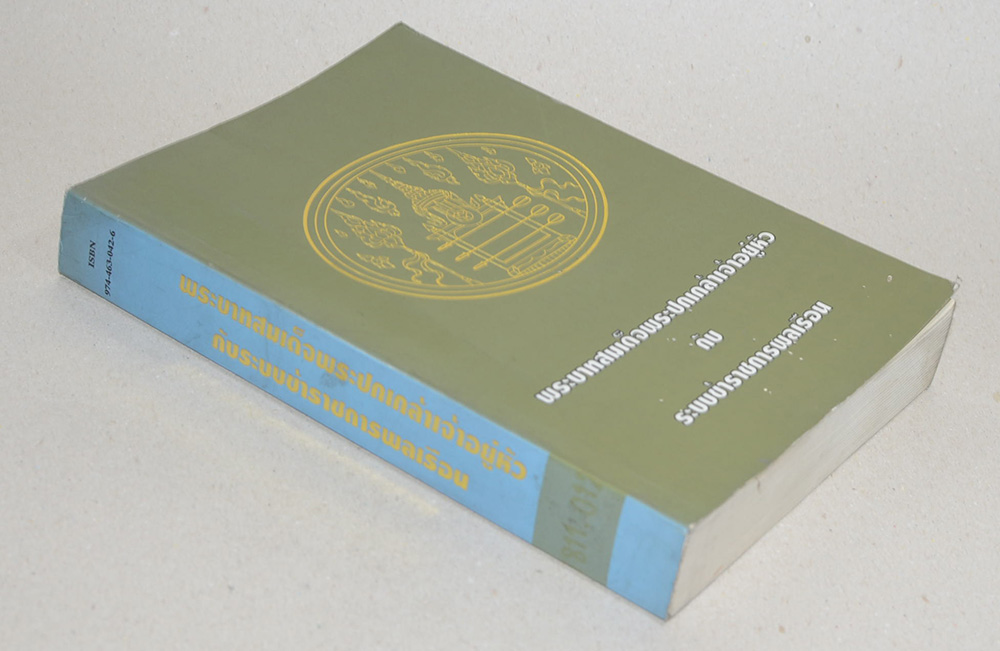 พระบาทสมเด็จพระปกเกล้าเจ้าอยู่หัว
กับ
ระบบข้าราชการพลเรือน
พระบาทสมเด็จพระปกเกล้าเจ้าอยู่หัว
กับระบบข้าราชการพลเรือน
ISBN
974-463-042-6